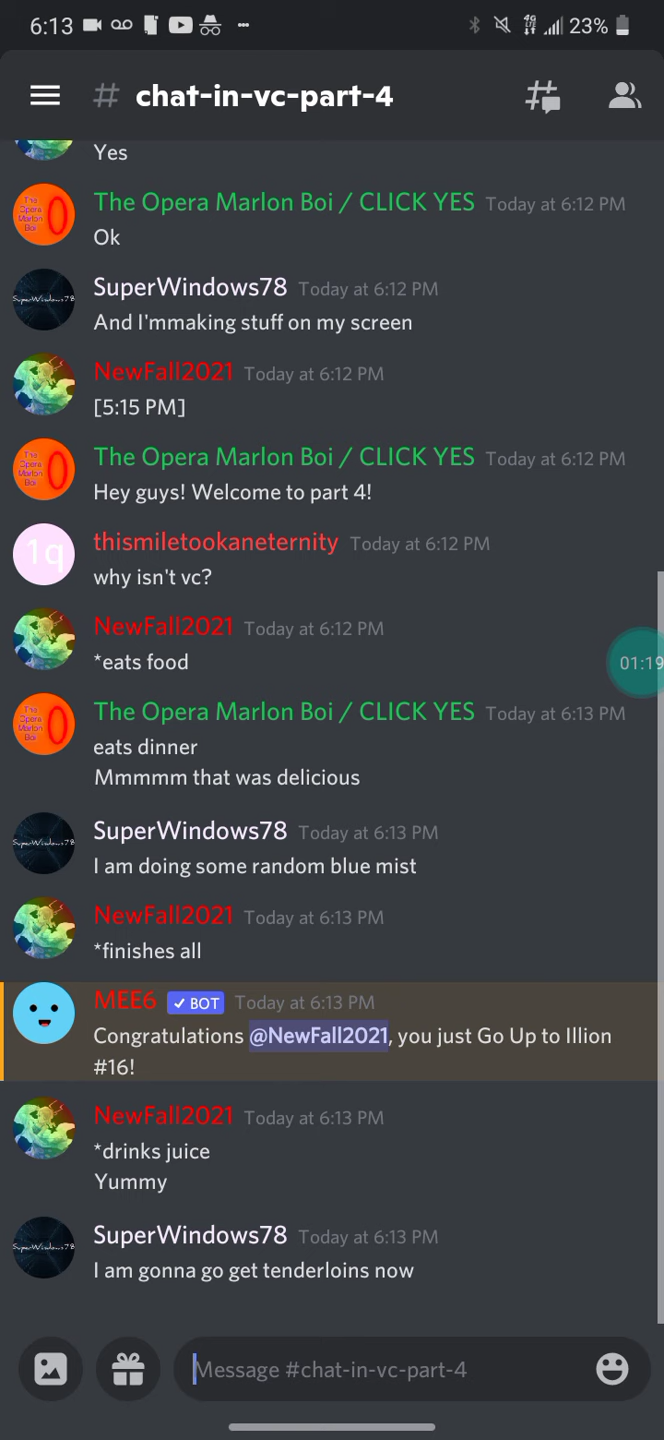 6:13 23%
# chat-in-vc-part-4
Yes
The Opera Marlon Boi / CLICK YES Today at 6:12 PM
Ok
SuperWindows78 Today at 6:12 PM
And I'mmaking stuff on my screen
NewFall2021 Today at 6:12 PM
[5:15 PM]
The Opera Marlon Boi / CLICK YES Today at 6:12 PM
Hey guys! Welcome to part 4!
1q
thismiletookaneternity Today at 6:12 PM
why isn't vc?
NewFall2021 Today at 6:12 PM
*eats food
01:19
The Opera Marlon Boi / CLICK YES Today at 6:13 PM
eats dinner
Mmmmm that was delicious
SuperWindows78 Today at 6:13 PM
I am doing some random blue mist
NewFall2021 Today at 6:13 PM
*finishes all
MEE6 BOT Today at 6:13 PM
Congratulations @NewFall2021, you just Go Up to Illion
#16!
NewFall2021 Today at 6:13 PM
*drinks juice
Yummy
SuperWindows78 Today at 6:13 PM
I am gonna go get tenderloins now
Message #chat-in-vc-part-4